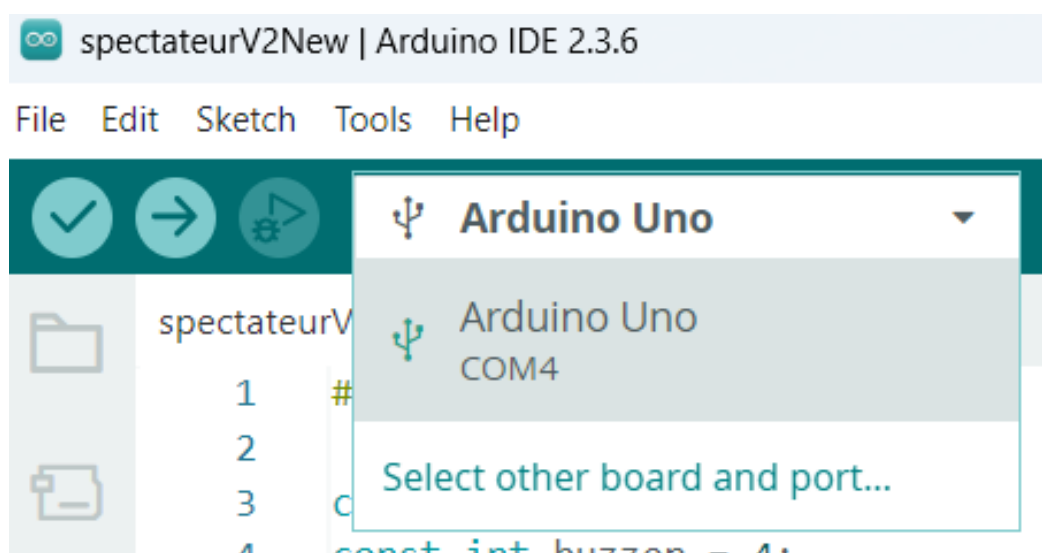 spectateurV2New | Arduino IDE 2.3.6
File Edit Sketch Tools Help
Arduino Uno
Arduino Uno
COM4
Select other board and port...
spectateurV
1 #
2
3 c
4 const int buzzer = 4;